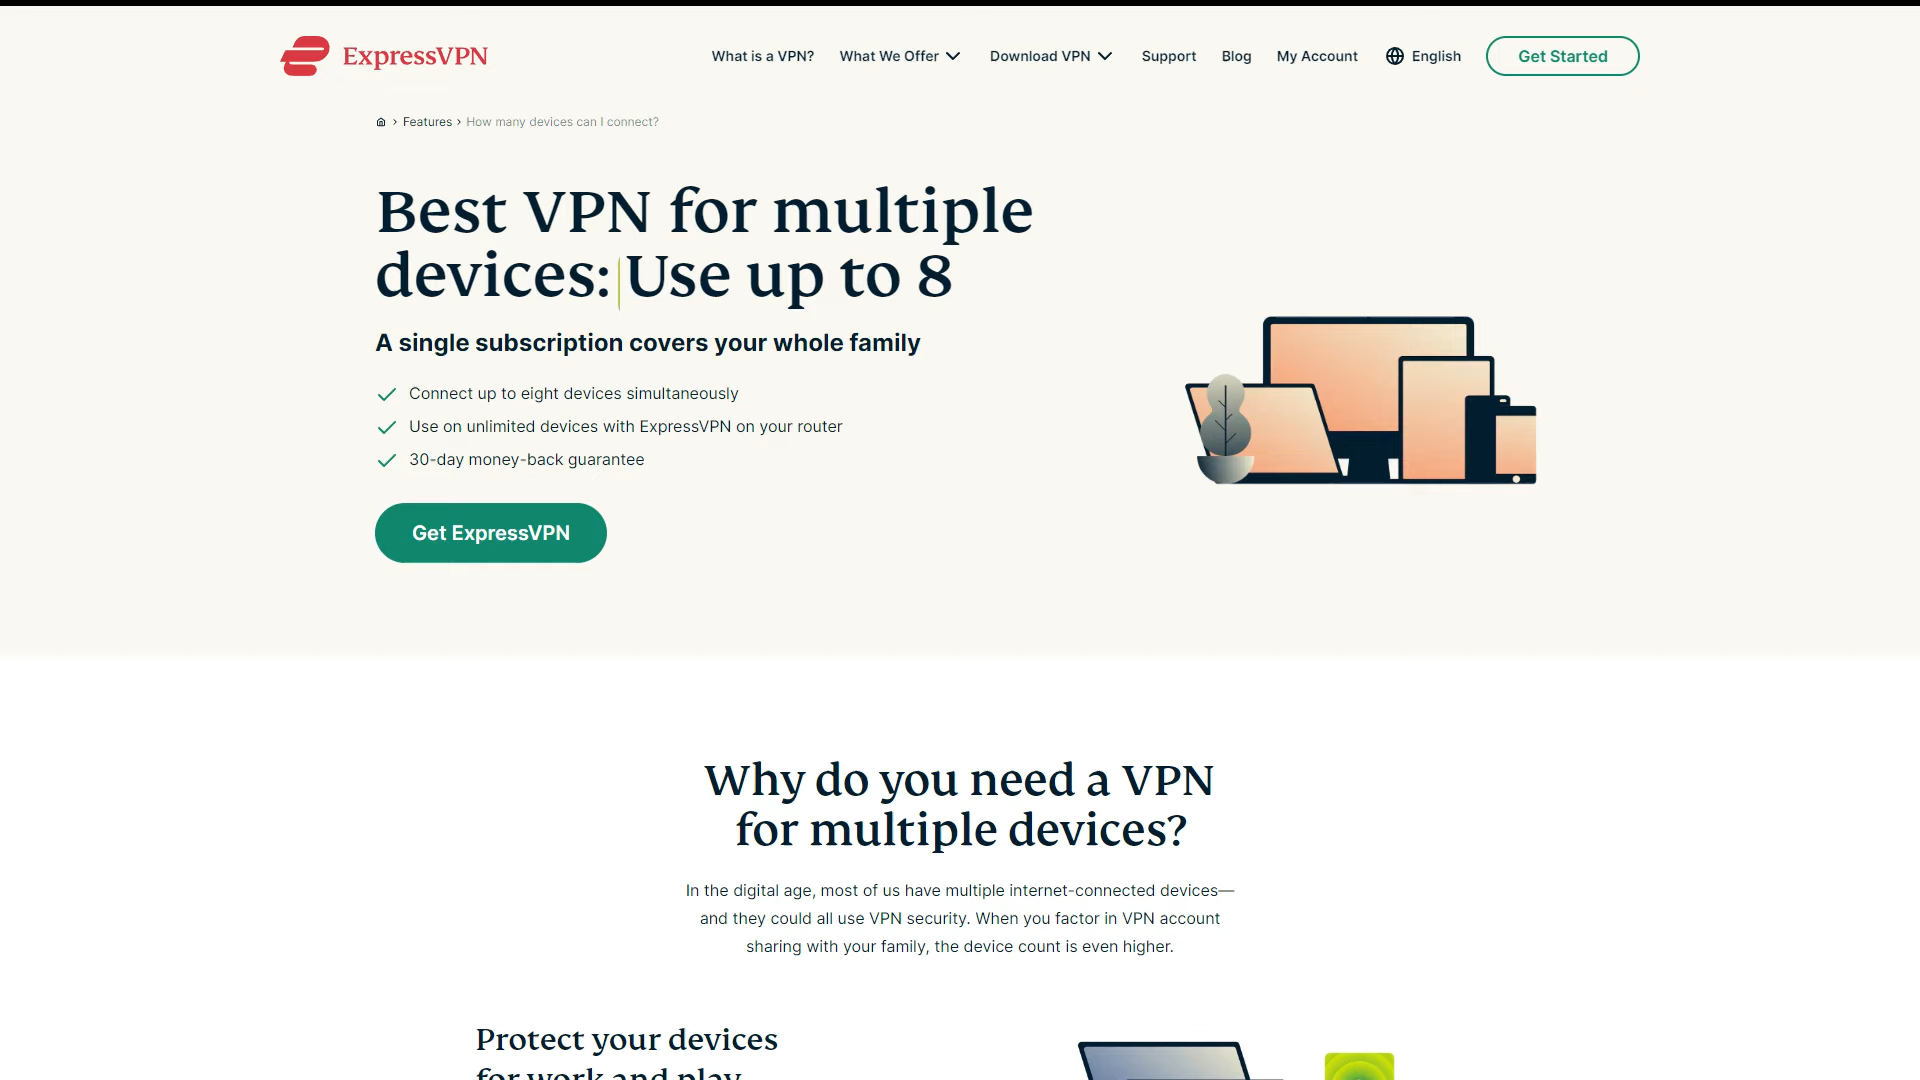 ExpressVPN
What is a VPN? What We Offer Download VPN Support Blog My Account English Get Started
Features › How many devices can I connect?
Best VPN for multiple
devices: Use up to 8
A single subscription covers your whole family
Connect up to eight devices simultaneously
Use on unlimited devices with ExpressVPN on your router
30-day money-back guarantee
Get ExpressVPN
Why do you need a VPN
for multiple devices?
In the digital age, most of us have multiple internet-connected devices—
and they could all use VPN security. When you factor in VPN account
sharing with your family, the device count is even higher.
Protect your devices
for work and play